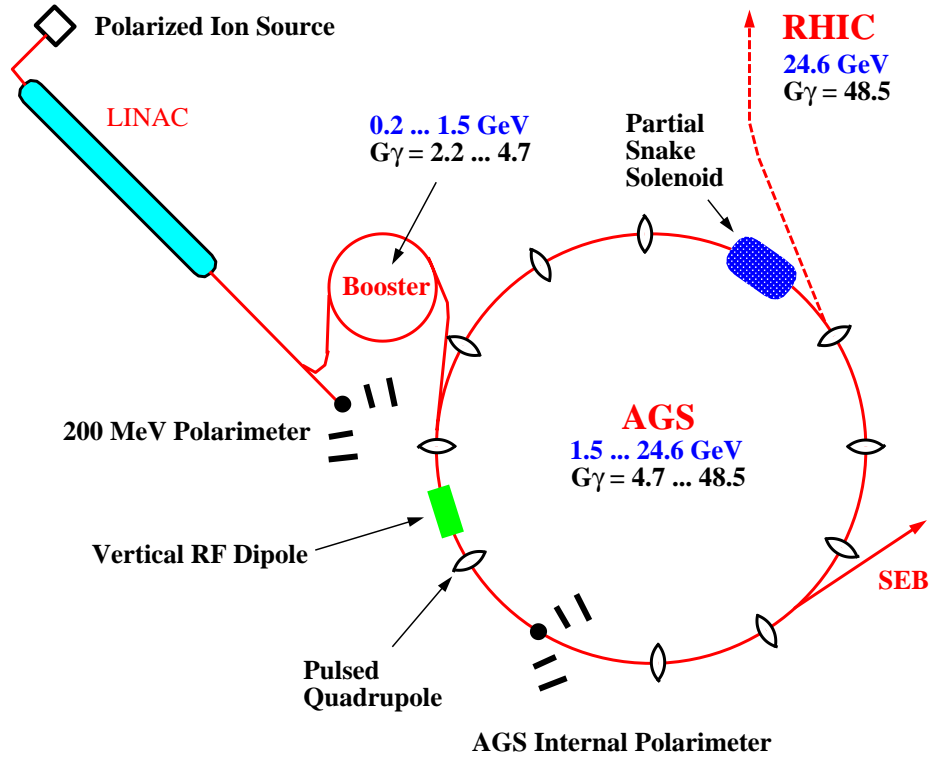 Polarized Ion Source
RHIC
24.6 GeV
Gγ = 48.5
LINAC
0.2 ... 1.5 GeV
Gγ = 2.2 ... 4.7
Partial
Snake
Solenoid
Booster
200 MeV Polarimeter
AGS
1.5 ... 24.6 GeV
Gγ = 4.7 ... 48.5
Vertical RF Dipole
SEB
Pulsed
Quadrupole
AGS Internal Polarimeter